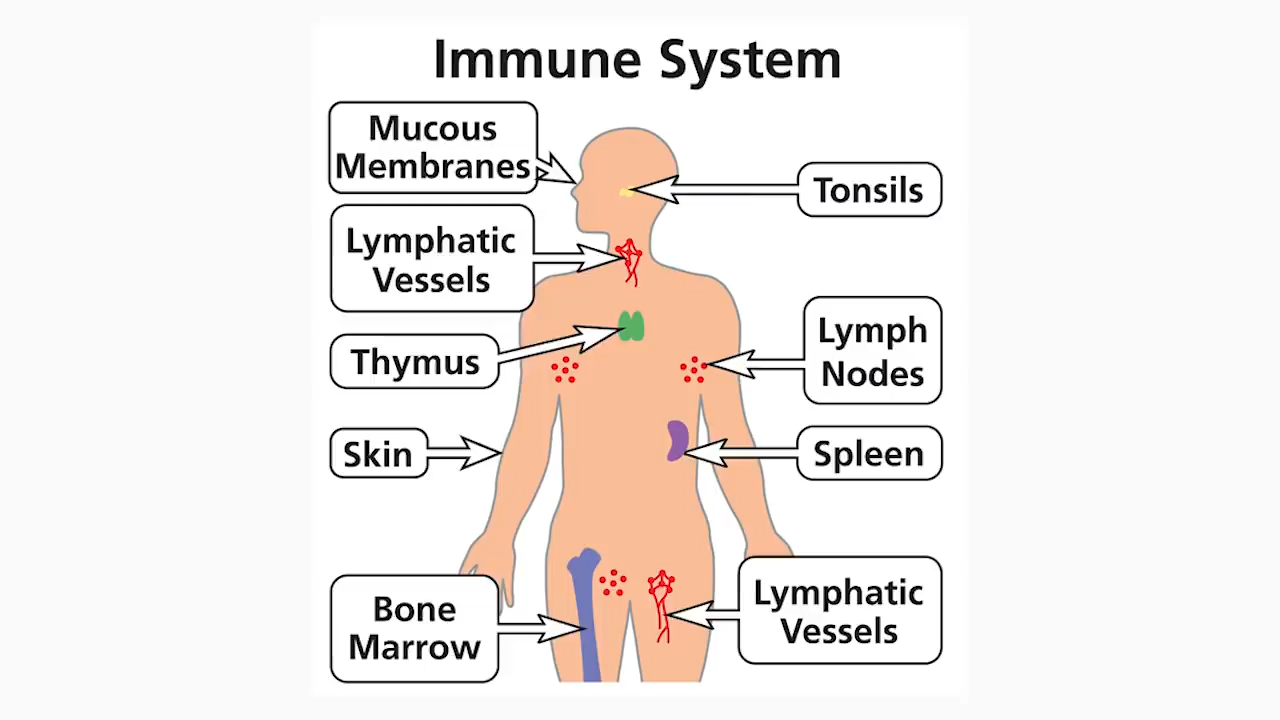 Immune System
Mucous
Membranes
Tonsils
Lymphatic
Vessels
Lymph
Nodes
Thymus
Skin
Spleen
Bone
Marrow
Lymphatic
Vessels